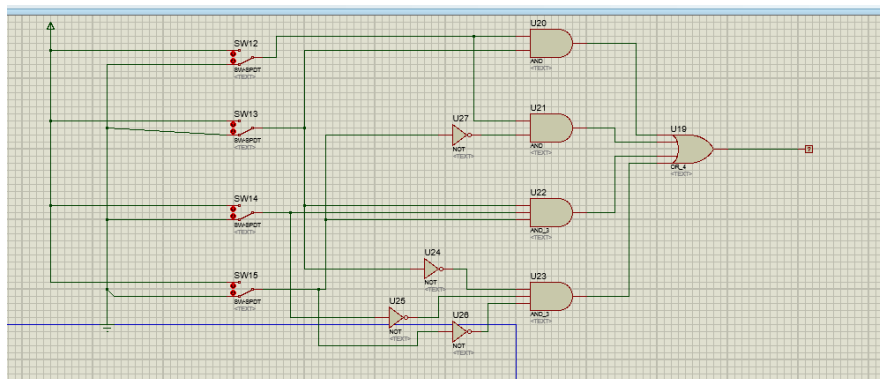 U20
SW12
AND
<TEXT>
SW-SPDT
<TEXT>
U21
SW13
U27
U19
AND
<TEXT>
SW-SPDT
<TEXT>
NOT
<TEXT>
OR_4
<TEXT>
?
U22
SW14
AND_3
<TEXT>
SW-SPDT
<TEXT>
U24
U23
SW15
NOT
<TEXT>
SW-SPDT
<TEXT>
U25
U26
AND_3
<TEXT>
NOT
<TEXT>
NOT
<TEXT>